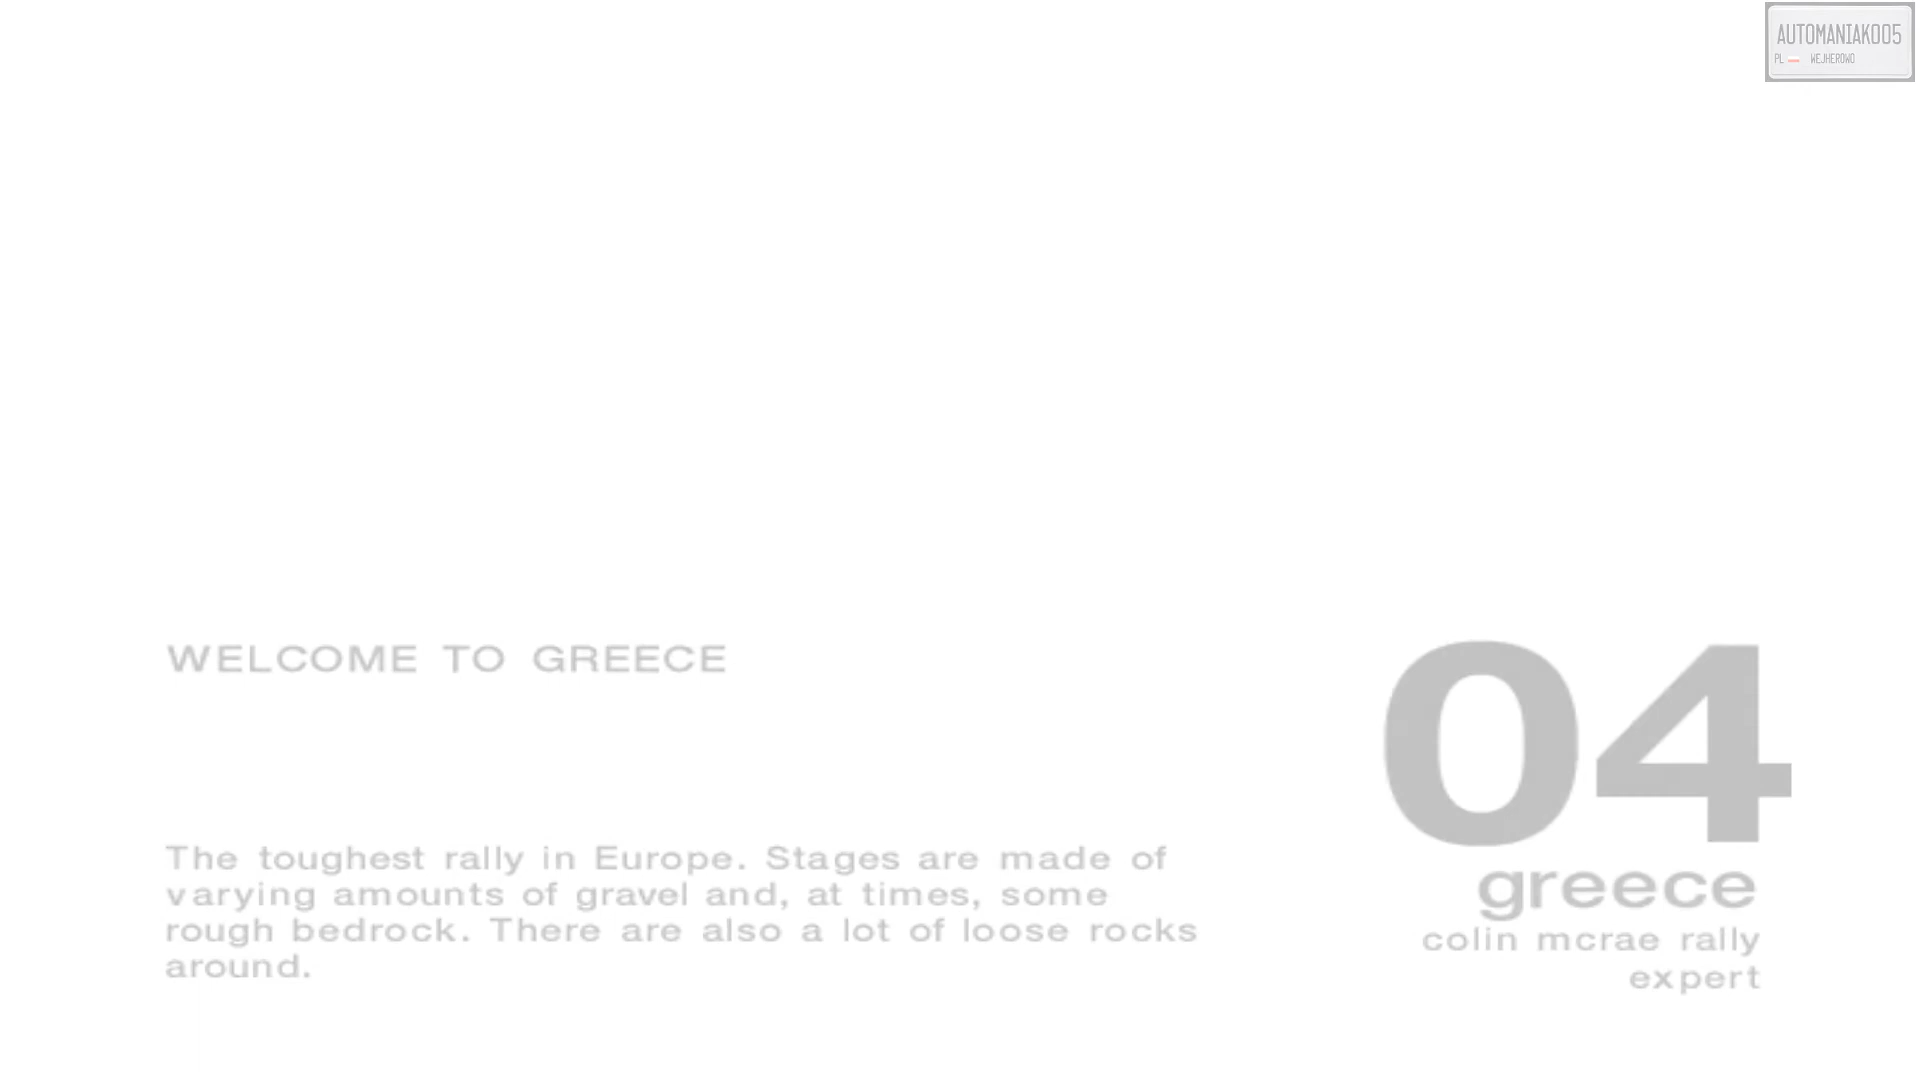 AUTOMANIAK005
PL WEJHEROWO
WELCOME TO GREECE
The toughest rally in Europe. Stages are made of
varying amounts of gravel and, at times, some
rough bedrock. There are also a lot of loose rocks
around.
04
greece
colin mcrae rally
expert